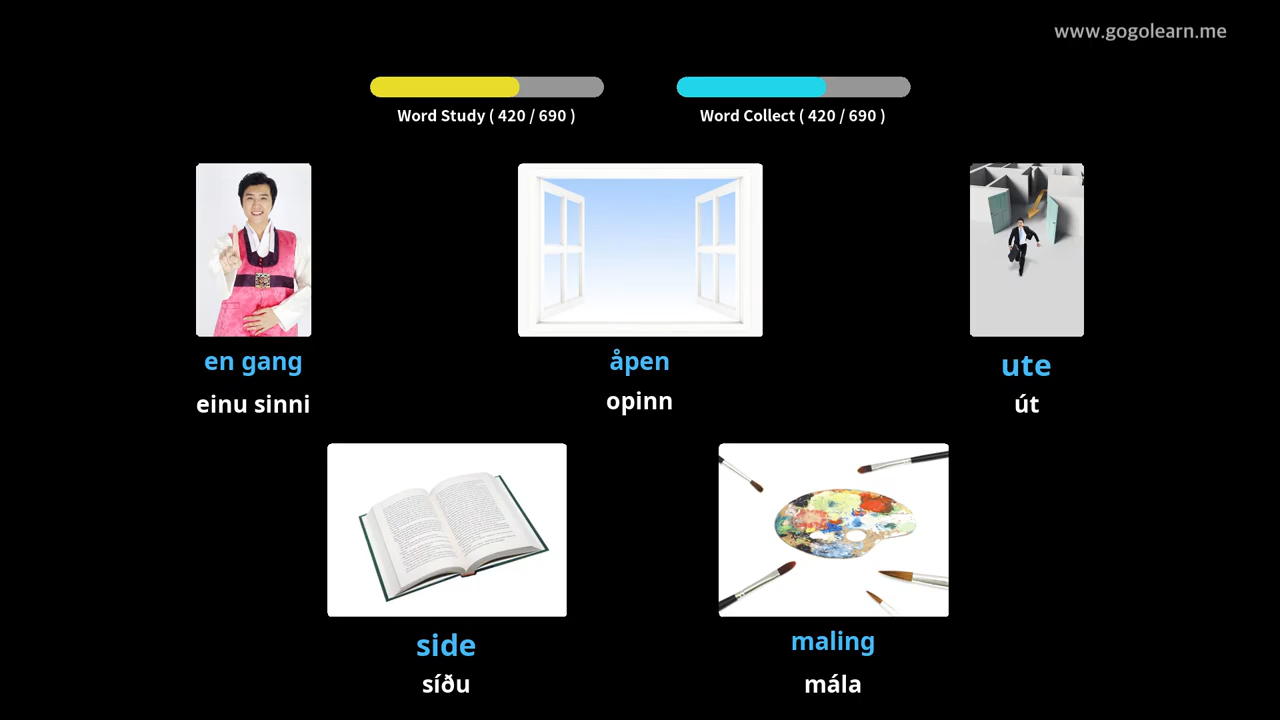 www.gogolearn.me
Word Study ( 420 / 690 )
Word Collect ( 420 / 690 )
en gang
einu sinni
åpen
opinn
ute
út
side
síðu
maling
mála